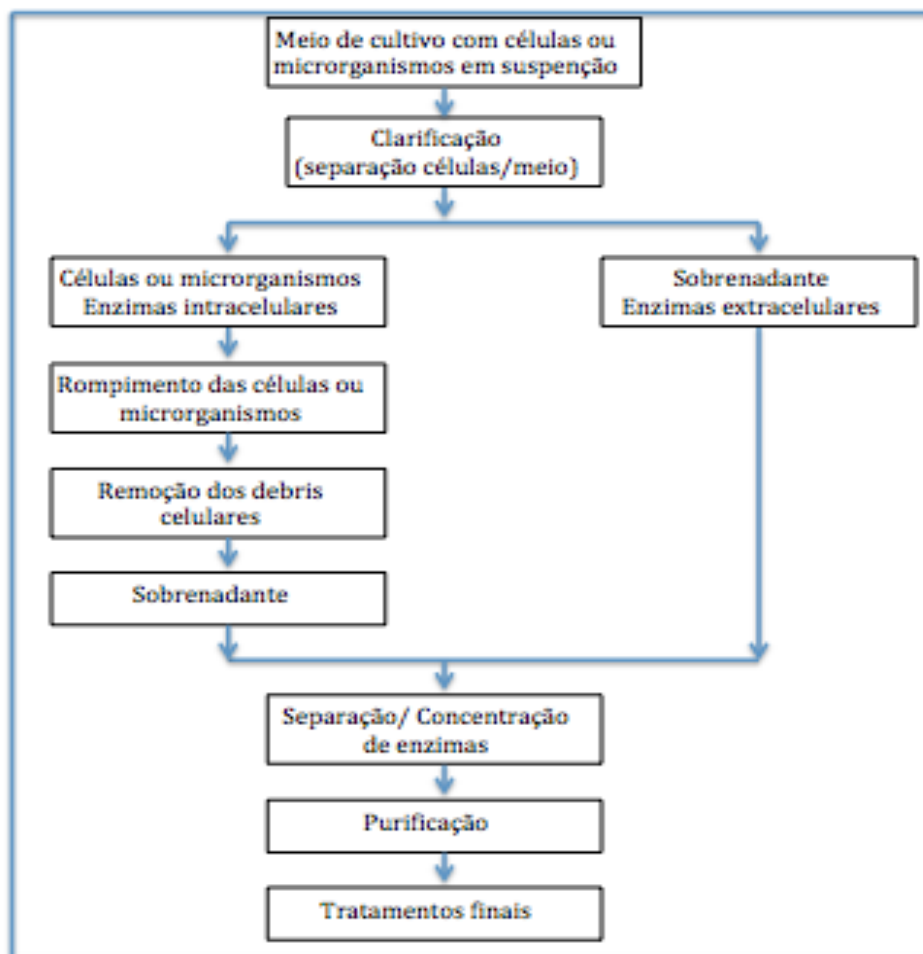 Meio de cultivo com células ou
microrganismos em suspenção
Clarificação
(separação células/meio)
Células ou microrganismos
Enzimas intracelulares
Sobrenadante
Enzimas extracelulares
Rompimento das células ou
microrganismos
Remoção dos debris
celulares
Sobrenadante
Separação/ Concentração
de enzimas
Purificação
Tratamentos finais